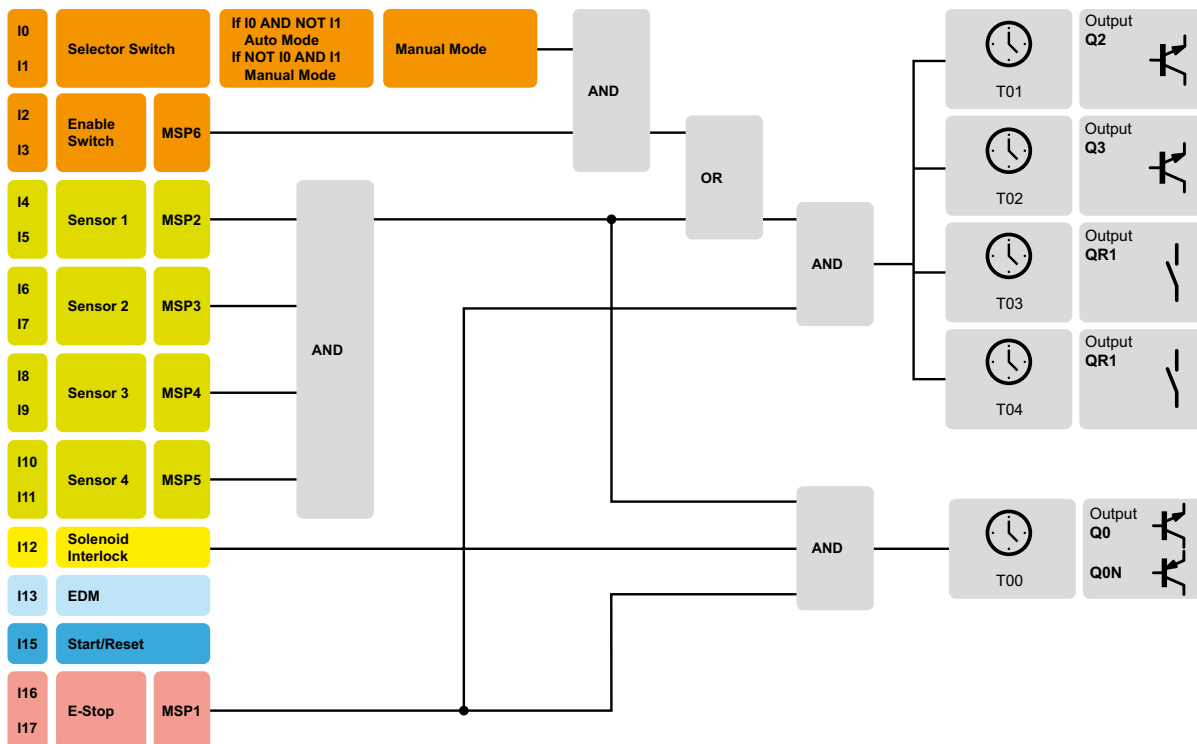 I0
I1
Selector Switch
If I0 AND NOT I1
Auto Mode
If NOT I0 AND I1
Manual Mode
Manual Mode
I2
I3
Enable
Switch
MSP6
I4
I5
Sensor 1
MSP2
I6
I7
Sensor 2
MSP3
I8
I9
Sensor 3
MSP4
I10
I11
Sensor 4
MSP5
I12
Solenoid
Interlock
I13
EDM
I15
Start/Reset
I16
I17
E-Stop
MSP1
AND
AND
OR
AND
AND
T01
Output
Q2
T02
Output
Q3
T03
Output
QR1
T04
Output
QR1
T00
Output
Q0
Q0N